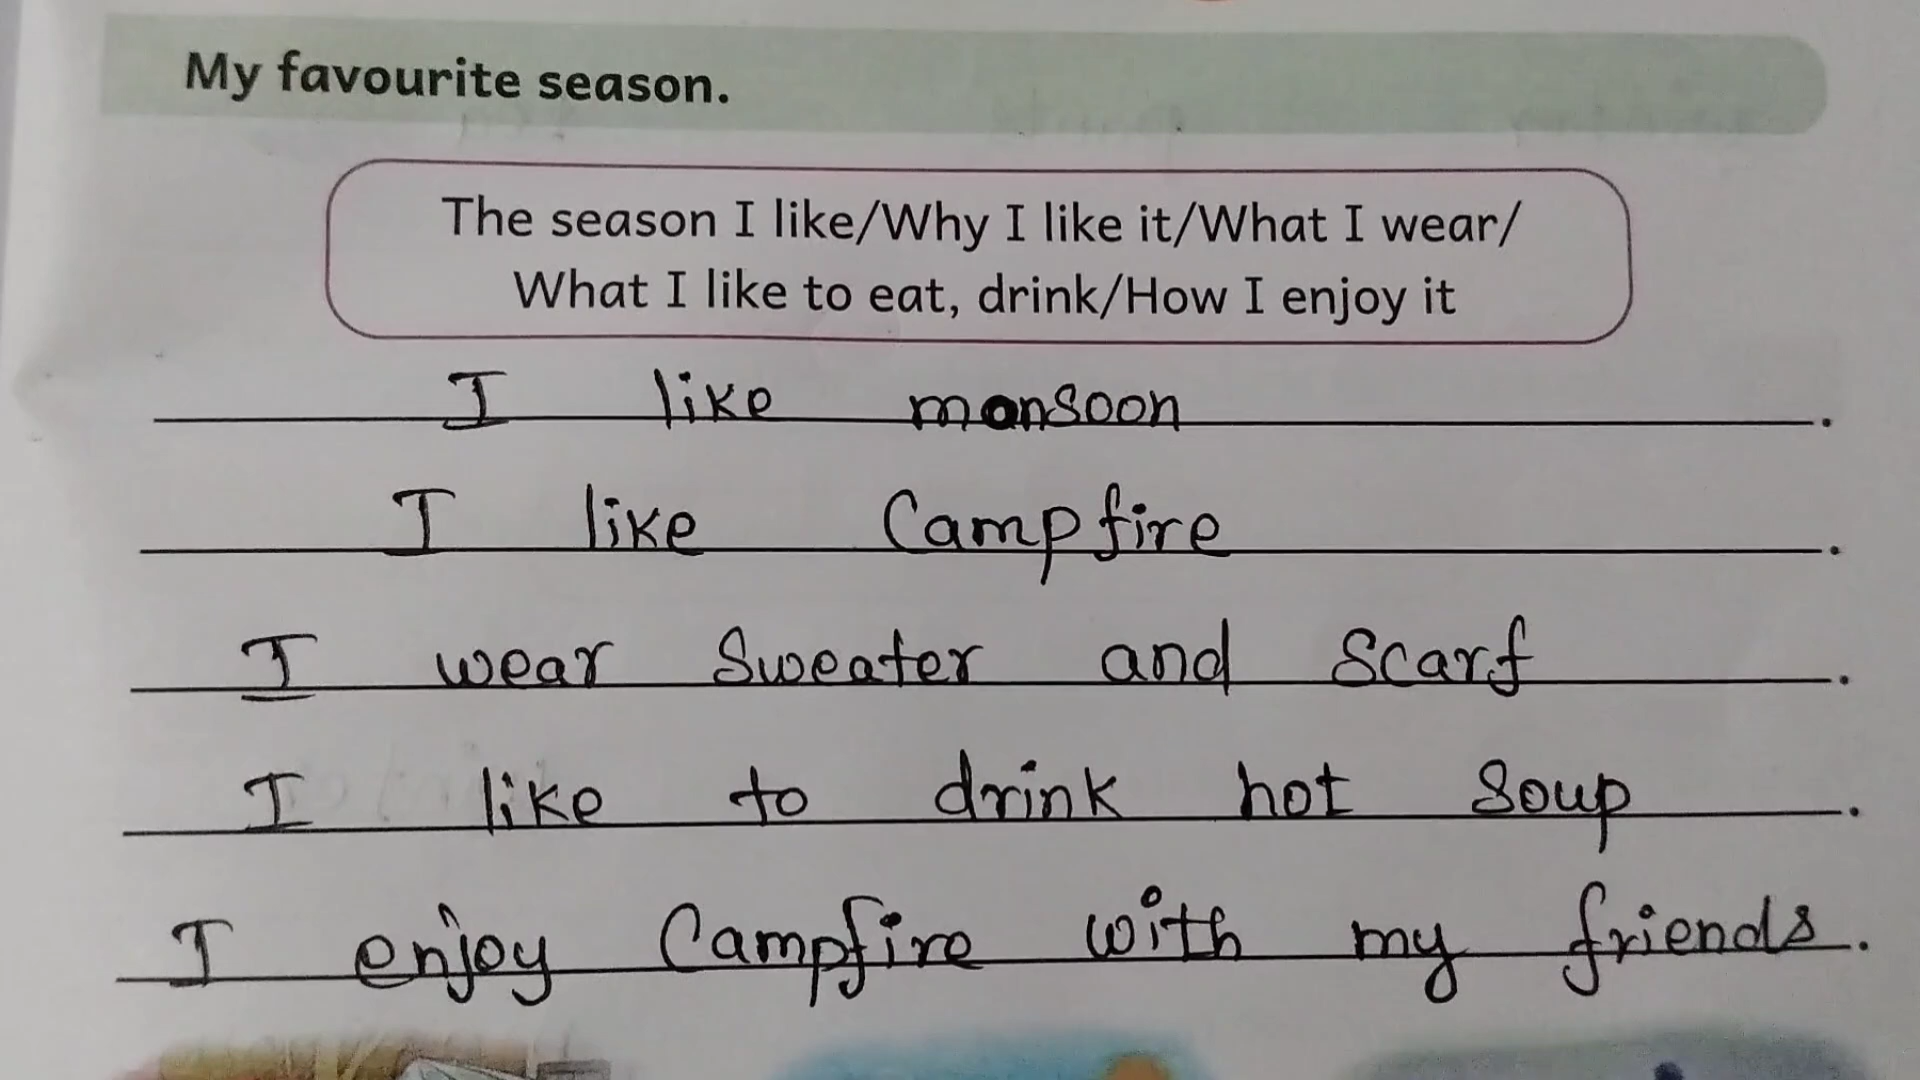 My favourite season.
The season I like/Why I like it/What I wear/
What I like to eat, drink/How I enjoy it
I like monsoon.
I like Campfire.
I wear Sweater and Scarf.
I like to drink hot Soup.
I enjoy Campfire with my friends.